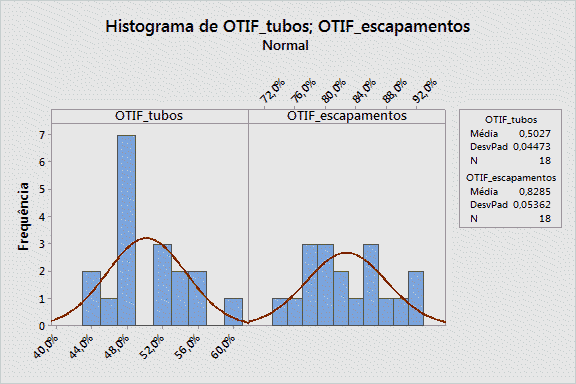 Histograma de OTIF_tubos; OTIF_escapamentos
Normal
72,0% 76,0% 80,0% 84,0% 88,0% 92,0%
OTIF_tubos OTIF_escapamentos
Frequência
7
6
5
4
3
2
1
0
40,0% 44,0% 48,0% 52,0% 56,0% 60,0%
OTIF_tubos
Média 0,5027
DesvPad 0,04473
N 18
OTIF_escapamentos
Média 0,8285
DesvPad 0,05362
N 18